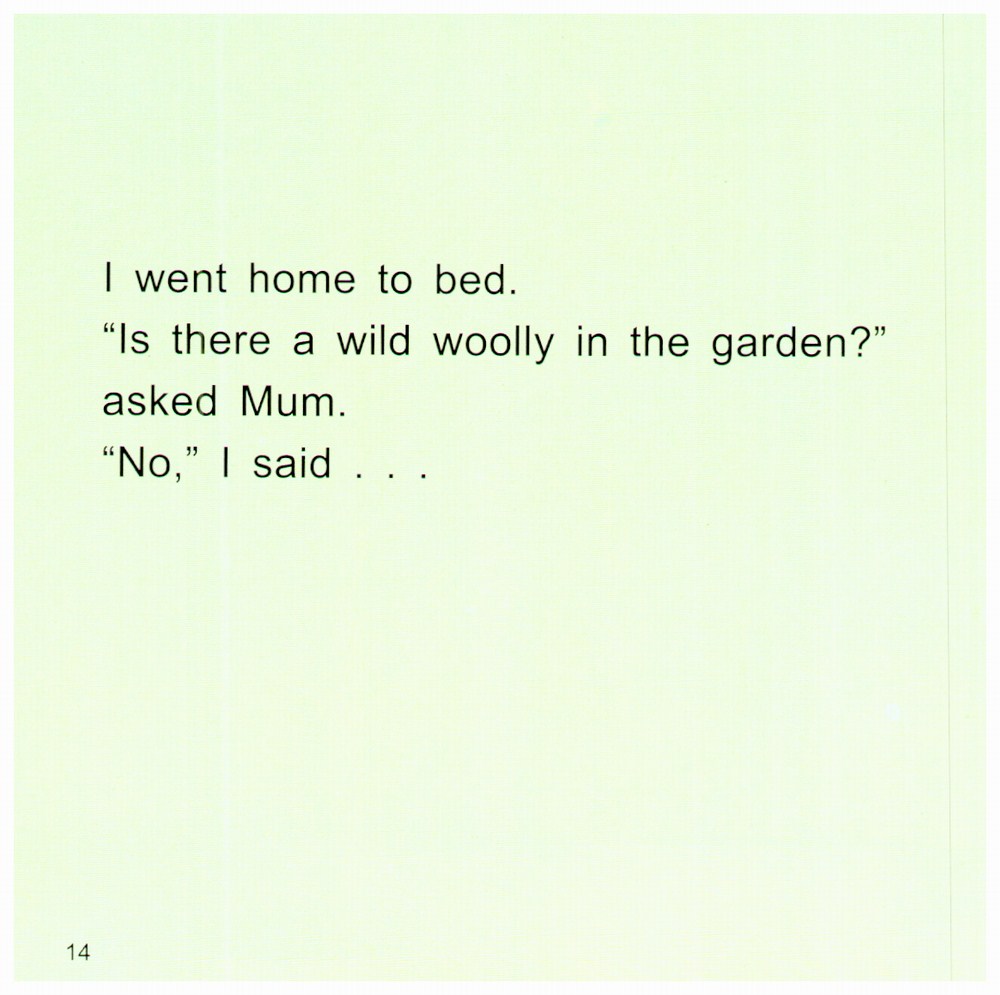 I went home to bed.
“Is there a wild woolly in the garden?”
asked Mum.
“No,” I said . . .
14